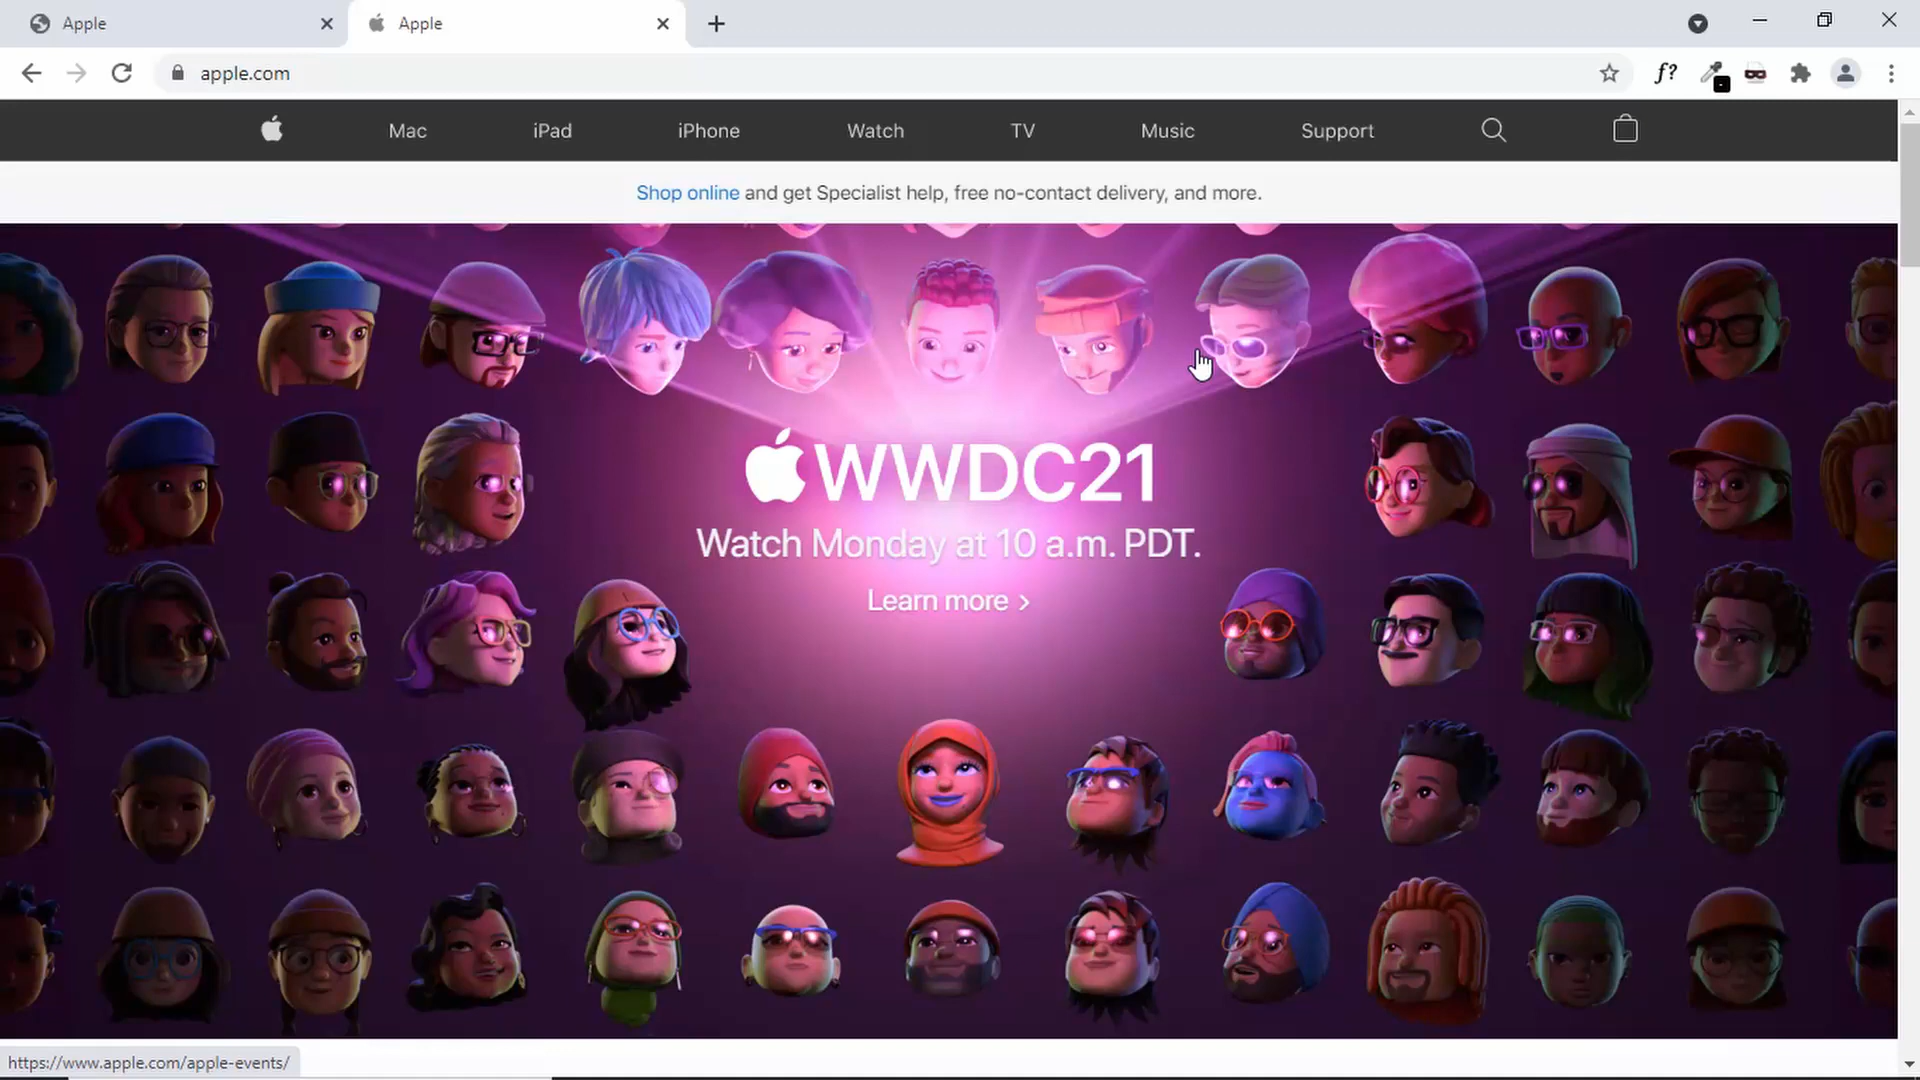 Apple
Apple
apple.com
f?
Mac
iPad
iPhone
Watch
TV
Music
Support
Shop online and get Specialist help, free no-contact delivery, and more.
WWDC21
Watch Monday at 10 a.m. PDT.
Learn more >
https://www.apple.com/apple-events/